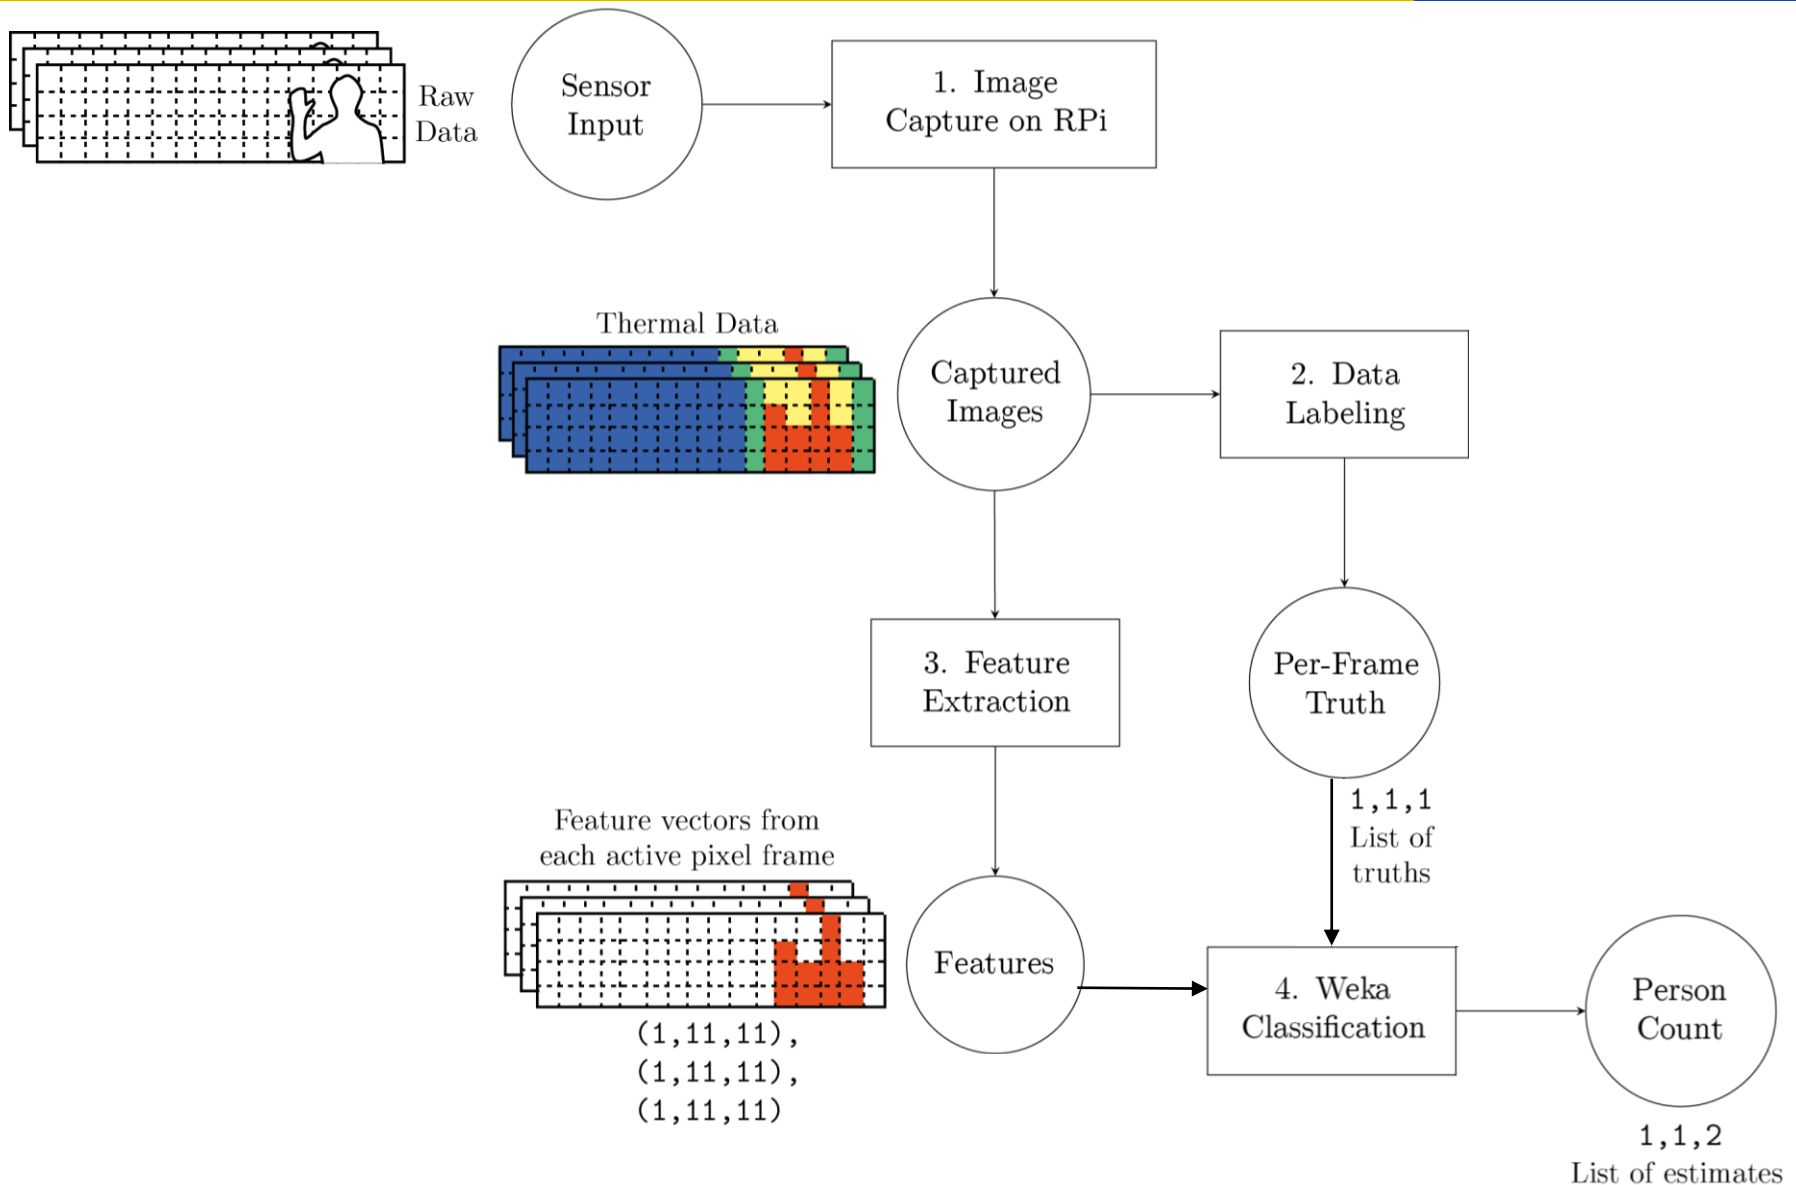 Raw
Data
Sensor
Input
1. Image
Capture on RPi
Thermal Data
Captured
Images
2. Data
Labeling
3. Feature
Extraction
Per-Frame
Truth
1,1,1
List of
truths
Feature vectors from
each active pixel frame
(1,11,11),
(1,11,11),
(1,11,11)
Features
4. Weka
Classification
Person
Count
1,1,2
List of estimates